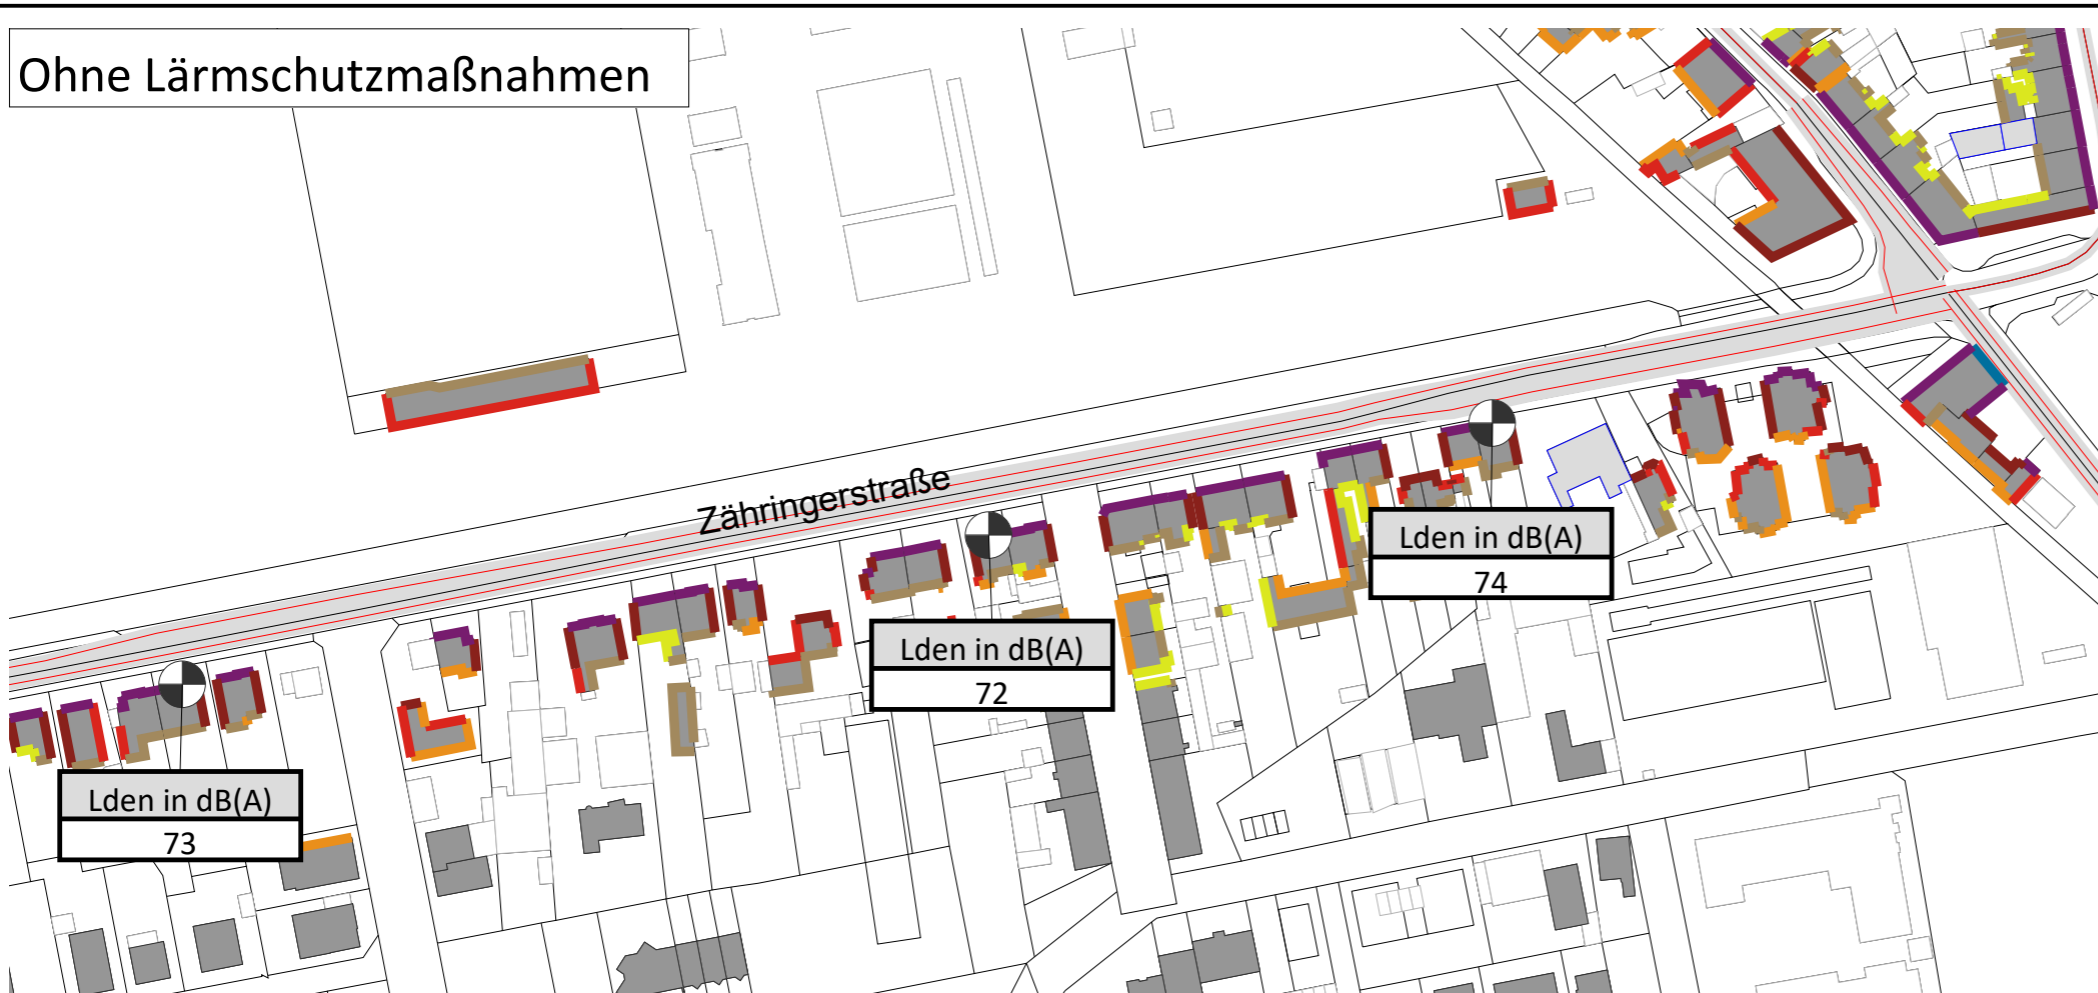 Ohne Lärmschutzmaßnahmen
Zähringerstraße
Lden in dB(A)
74
Lden in dB(A)
72
Lden in dB(A)
73